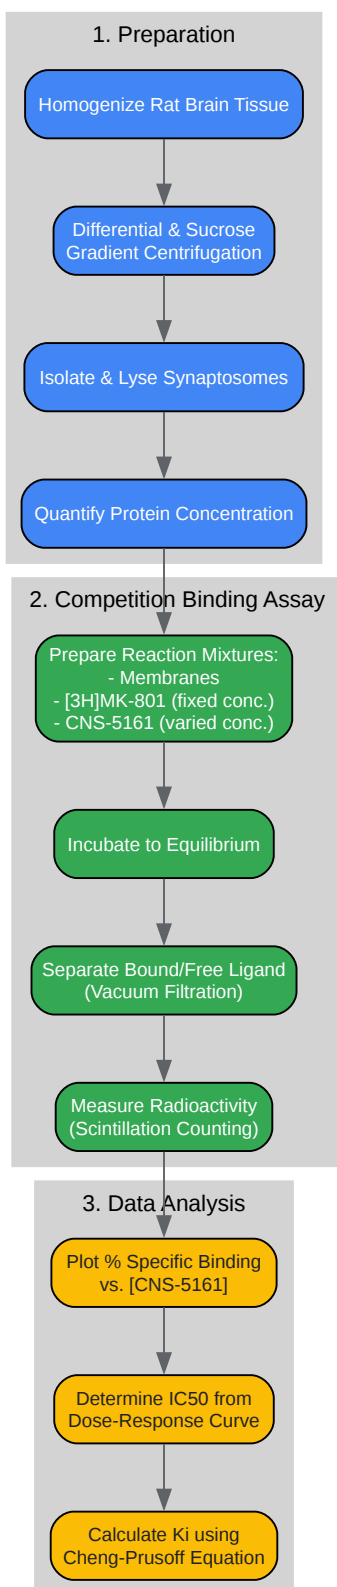 1. Preparation
Homogenize Rat Brain Tissue
Differential & Sucrose
Gradient Centrifugation
Isolate & Lyse Synaptosomes
Quantify Protein Concentration
2. Competition Binding Assay
Prepare Reaction Mixtures:
- Membranes
- [3H]MK-801 (fixed conc.)
- CNS-5161 (varied conc.)
Incubate to Equilibrium
Separate Bound/Free Ligand
(Vacuum Filtration)
Measure Radioactivity
(Scintillation Counting)
3. Data Analysis
Plot % Specific Binding
vs. [CNS-5161]
Determine IC50 from
Dose-Response Curve
Calculate Ki using
Cheng-Prusoff Equation